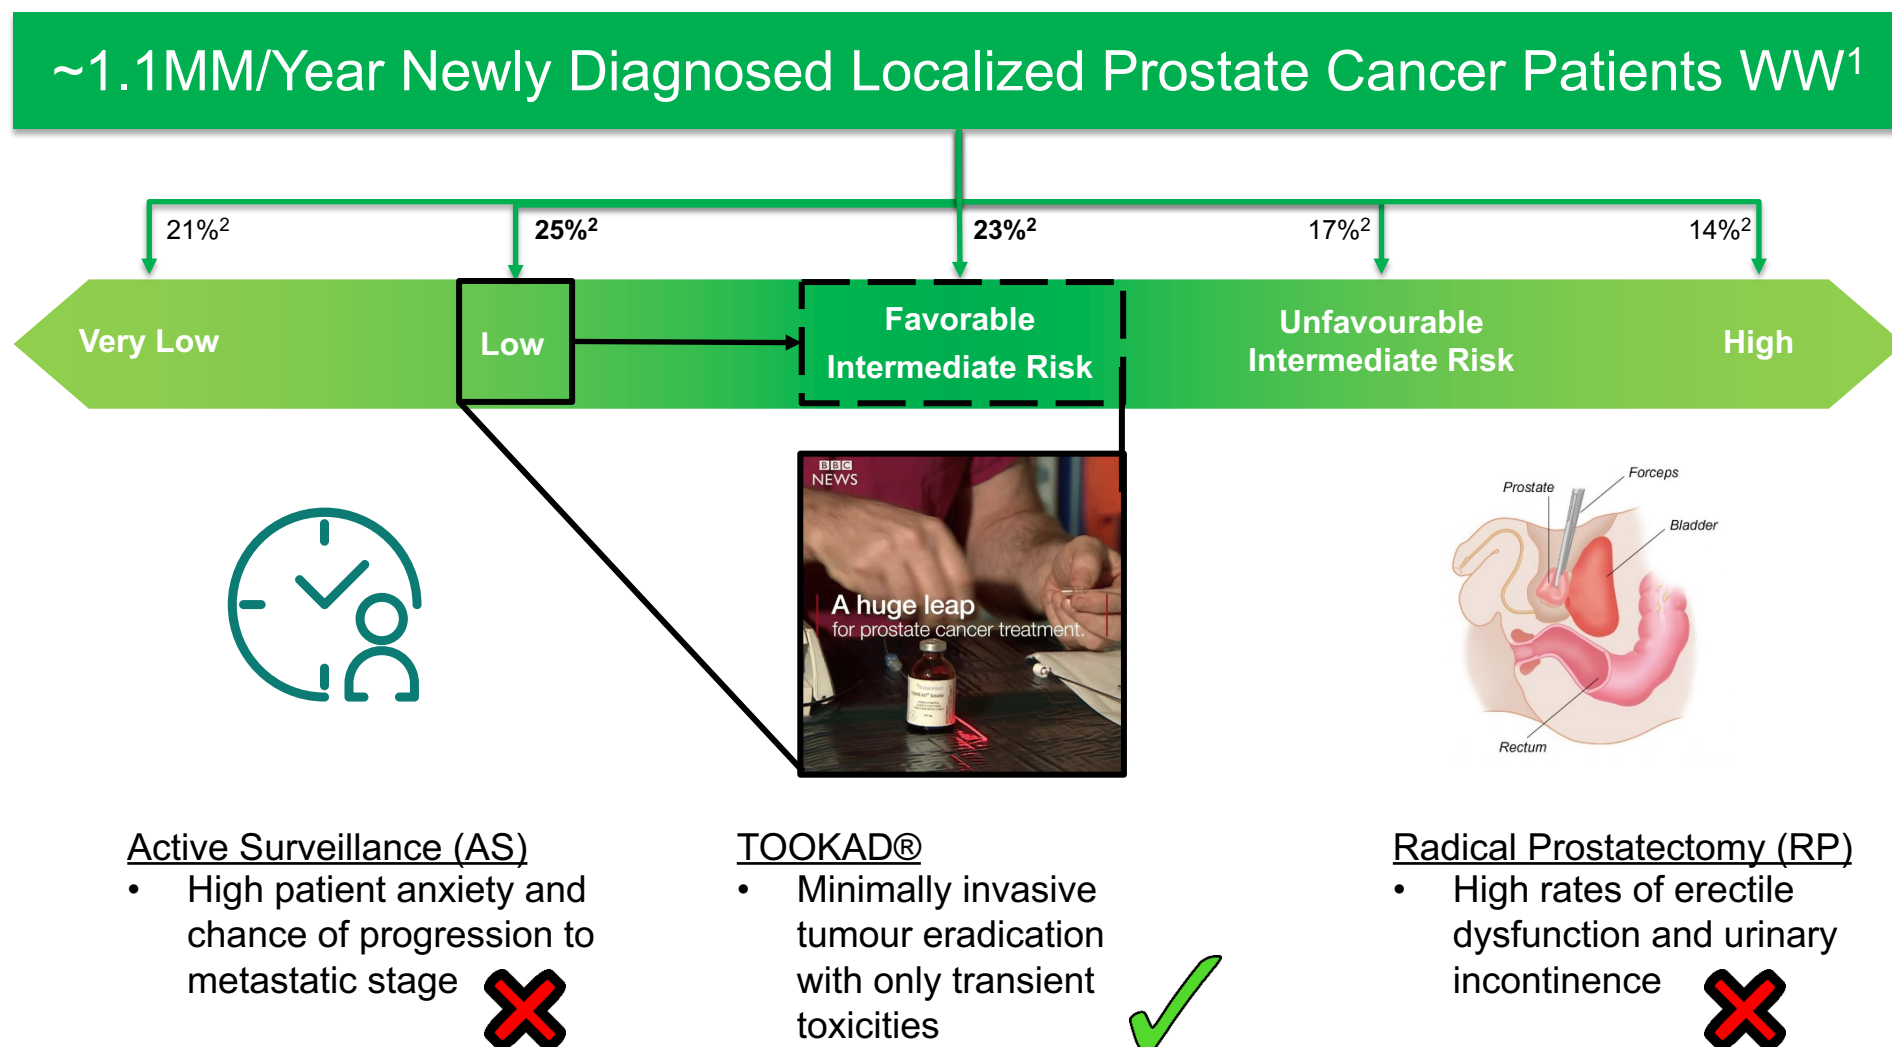 ~1.1MM/Year Newly Diagnosed Localized Prostate Cancer Patients WW¹
21%²
25%²
23%²
17%²
14%²
Very Low
Low
Favorable
Intermediate Risk
Unfavourable
Intermediate Risk
High
BBC
NEWS
A huge leap
for prostate cancer treatment.
Forceps
Prostate
Bladder
Rectum
Active Surveillance (AS)
• High patient anxiety and
chance of progression to
metastatic stage
TOOKAD®
• Minimally invasive
tumour eradication
with only transient
toxicities
Radical Prostatectomy (RP)
• High rates of erectile
dysfunction and urinary
incontinence